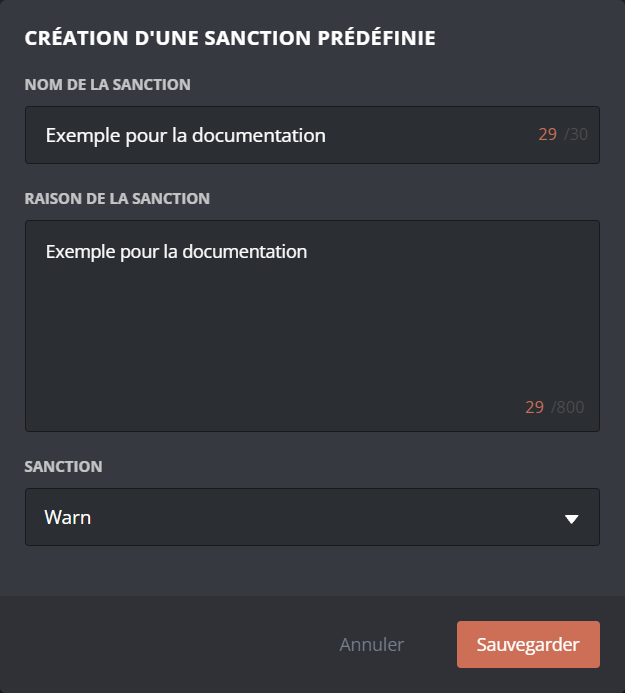 CRÉATION D'UNE SANCTION PRÉDÉFINIE
NOM DE LA SANCTION
Exemple pour la documentation 29 /30
RAISON DE LA SANCTION
Exemple pour la documentation
29 /800
SANCTION
Warn
Annuler Sauvegarder